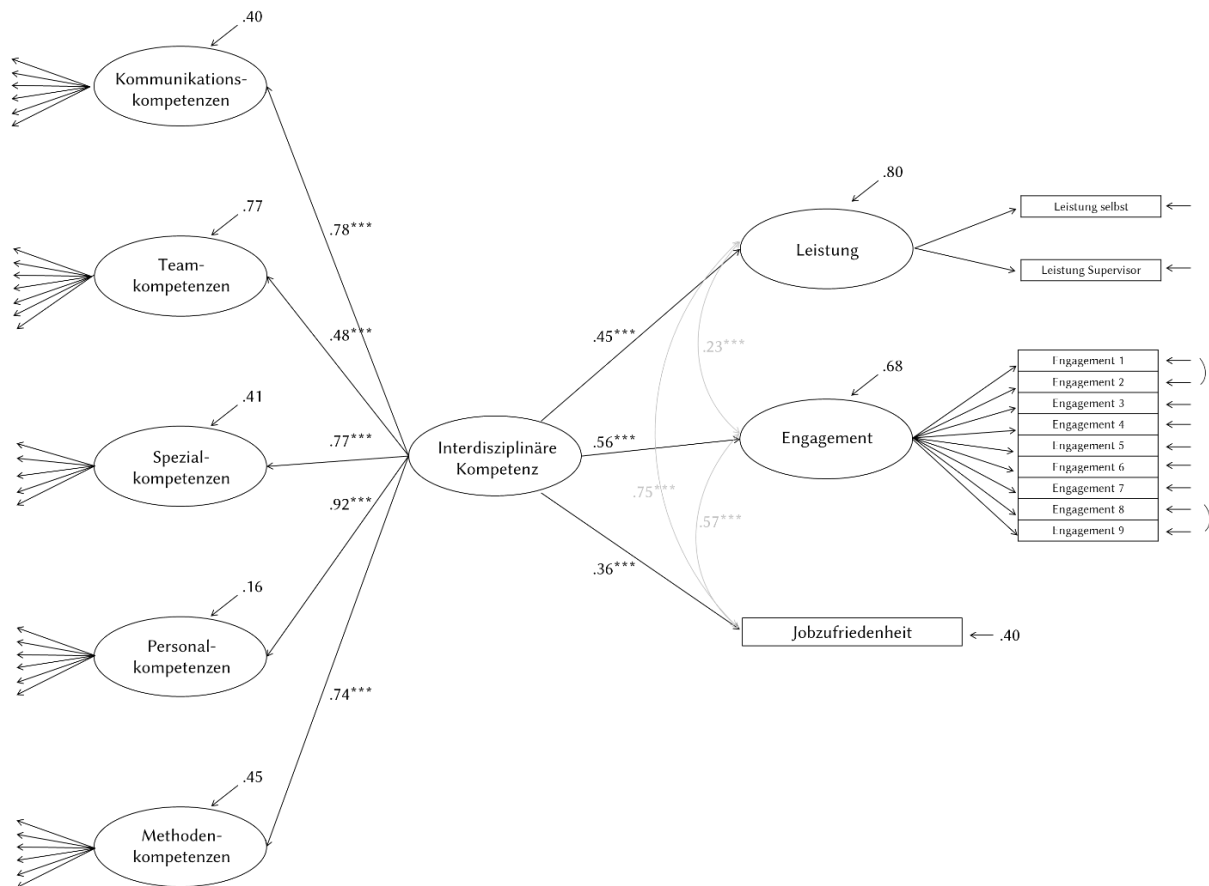 .40
Kommunikations-
kompetenzen
.77
Team-
kompetenzen
.41
Spezial-
kompetenzen
.16
Personal-
kompetenzen
.45
Methoden-
kompetenzen
.78***
.48***
.77***
.92***
.74***
Interdisziplinäre
Kompetenz
.45***
.56***
.36***
.23***
.75***
.57***
.80
Leistung
Leistung selbst
Leistung Supervisor
.68
Engagement
Engagement 1
Engagement 2
Engagement 3
Engagement 4
Engagement 5
Engagement 6
Engagement 7
Engagement 8
Engagement 9
Jobzufriedenheit
.40